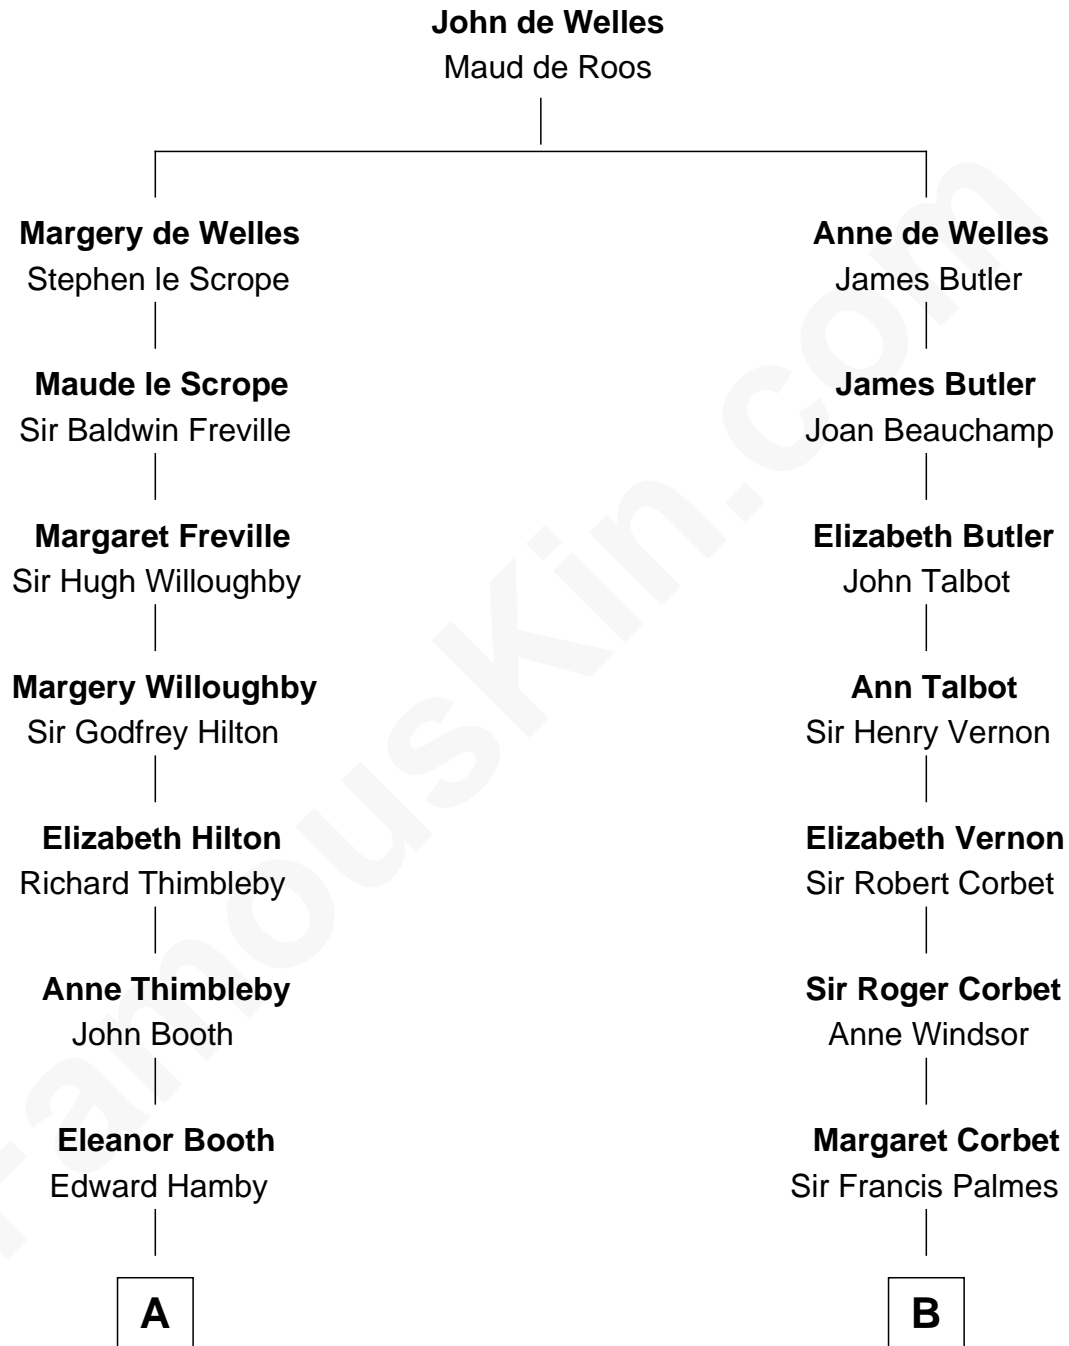 John de Welles
Maud de Roos
Margery de Welles
Stephen le Scrope
Anne de Welles
James Butler
Maude le Scrope
Sir Baldwin Freville
James Butler
Joan Beauchamp
Margaret Freville
Sir Hugh Willoughby
Elizabeth Butler
John Talbot
Margery Willoughby
Sir Godfrey Hilton
Ann Talbot
Sir Henry Vernon
Elizabeth Hilton
Richard Thimbleby
Elizabeth Vernon
Sir Robert Corbet
Anne Thimbleby
John Booth
Sir Roger Corbet
Anne Windsor
Eleanor Booth
Edward Hamby
Margaret Corbet
Sir Francis Palmes
A
B
FamousKin.com